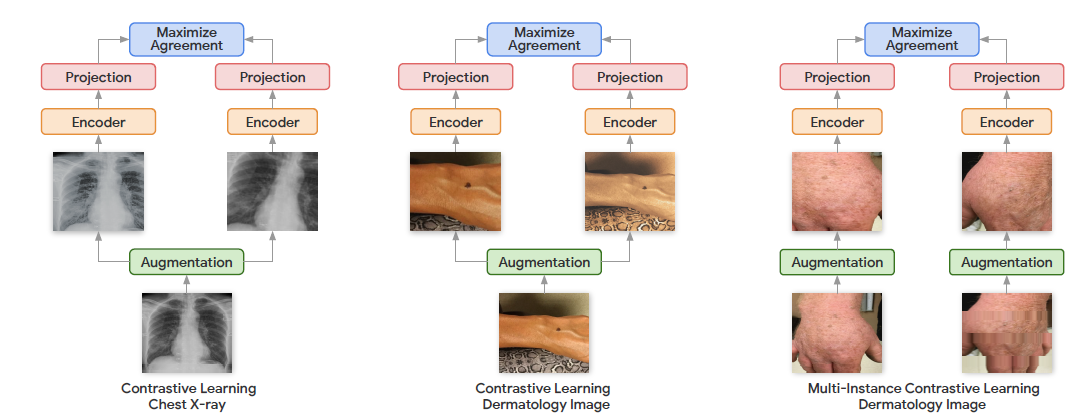 Maximize
Agreement
Projection
Projection
Encoder
Encoder
Augmentation
Contrastive Learning
Chest X-ray
Maximize
Agreement
Projection
Projection
Encoder
Encoder
Augmentation
Contrastive Learning
Dermatology Image
Maximize
Agreement
Projection
Projection
Encoder
Encoder
Augmentation
Augmentation
Multi-Instance Contrastive Learning
Dermatology Image